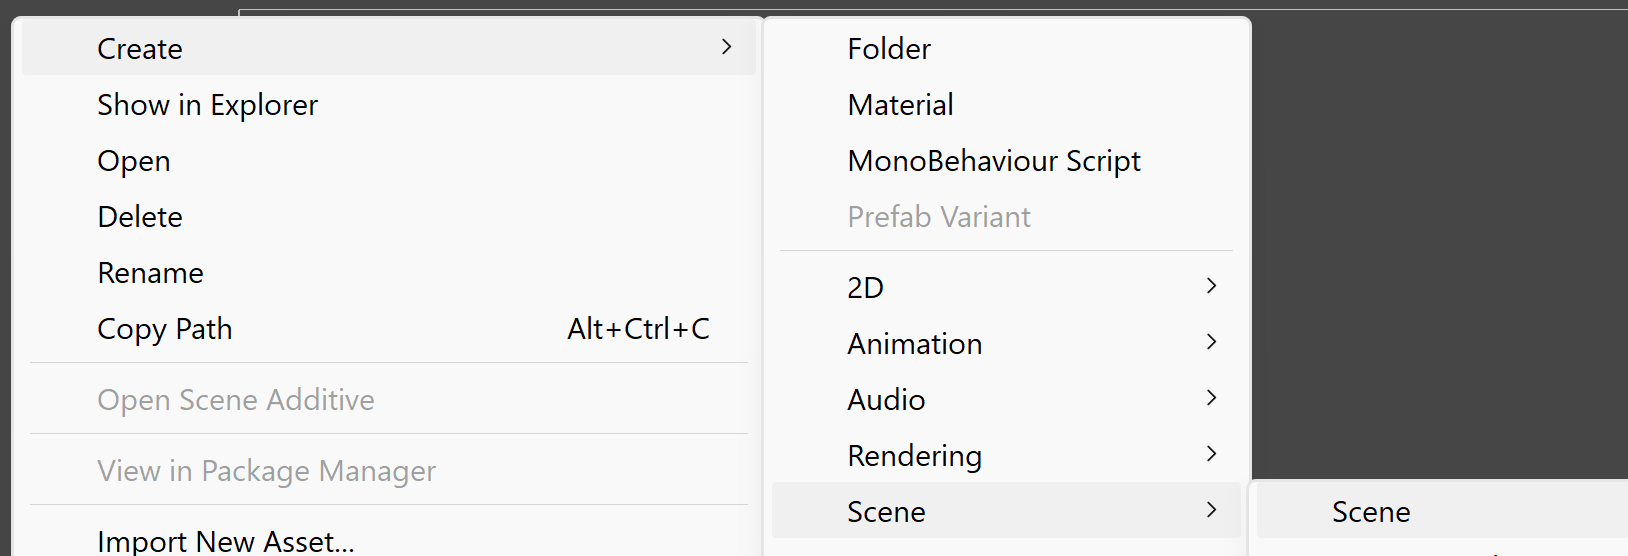 Create
Show in Explorer
Open
Delete
Rename
Copy Path Alt+Ctrl+C
Open Scene Additive
View in Package Manager
Import New Asset...
Folder
Material
MonoBehaviour Script
Prefab Variant
2D
Animation
Audio
Rendering
Scene
Scene